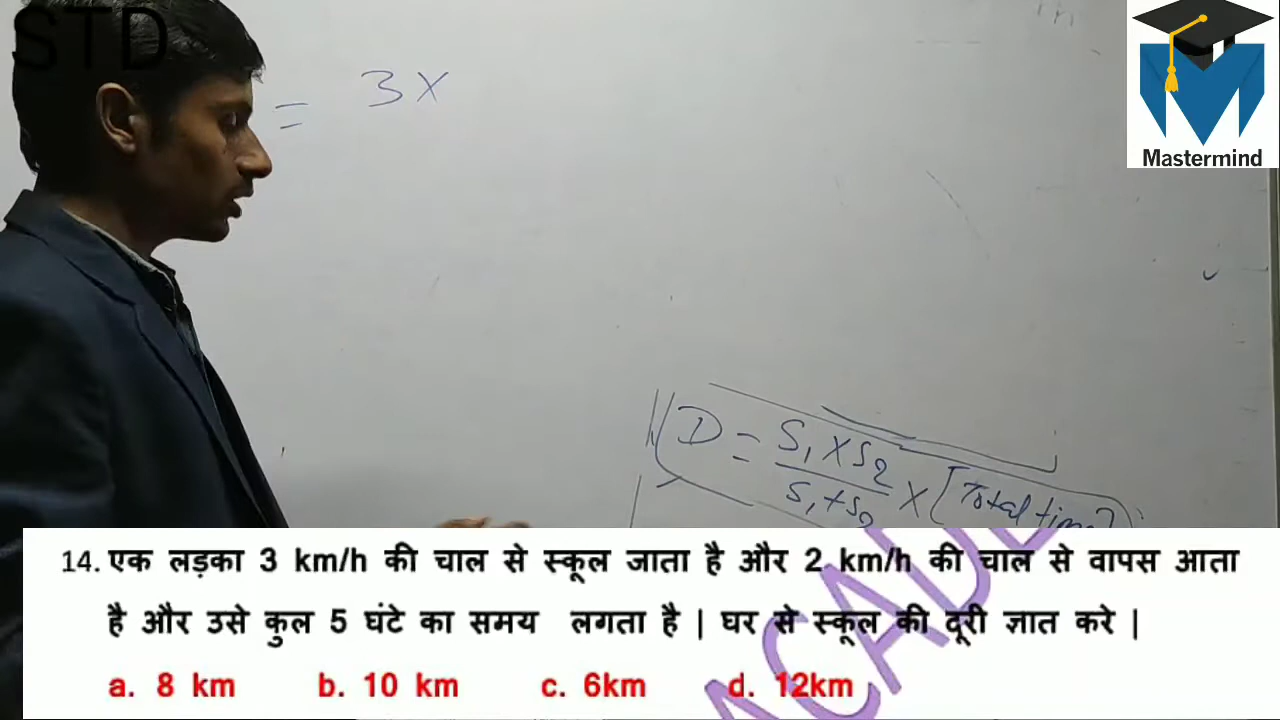 STD
= 3 X
Mastermind
D = S₁ X S₂ / S₁ + S₂ X [Total time]
14. एक लड़का 3 km/h की चाल से स्कूल जाता है और 2 km/h की चाल से वापस आता
है और उसे कुल 5 घंटे का समय लगता है | घर से स्कूल की दूरी ज्ञात करे |
a. 8 km b. 10 km c. 6km d. 12km